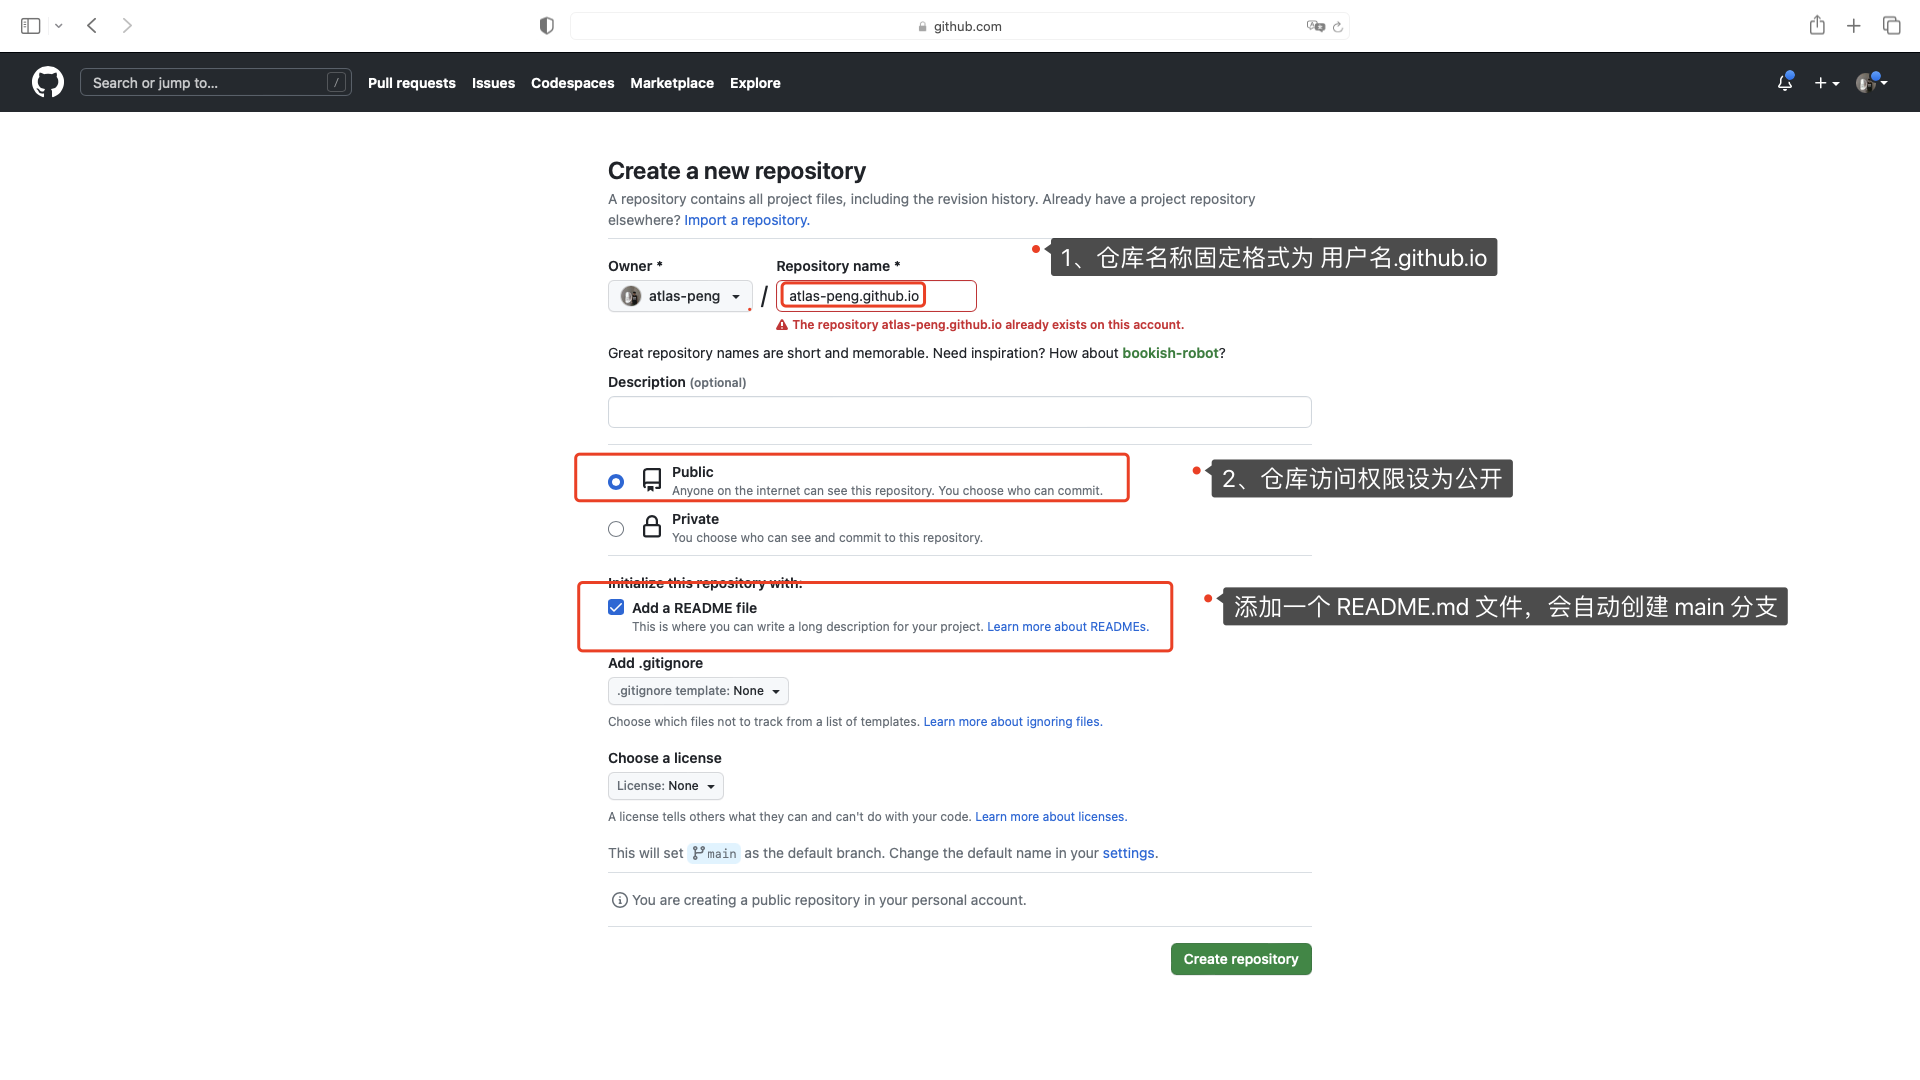 github.com
Search or jump to...
/
Pull requests
Issues
Codespaces
Marketplace
Explore
Create a new repository
A repository contains all project files, including the revision history. Already have a project repository
elsewhere? Import a repository.
1、仓库名称固定格式为 用户名.github.io
Owner *
Repository name *
atlas-peng
/
atlas-peng.github.io
The repository atlas-peng.github.io already exists on this account.
Great repository names are short and memorable. Need inspiration? How about bookish-robot?
Description (optional)
Public
Anyone on the internet can see this repository. You choose who can commit.
2、仓库访问权限设为公开
Private
You choose who can see and commit to this repository.
Initialize this repository with:
Add a README file
This is where you can write a long description for your project. Learn more about READMEs.
添加一个 README.md 文件，会自动创建 main 分支
Add .gitignore
.gitignore template: None
Choose which files not to track from a list of templates. Learn more about ignoring files.
Choose a license
License: None
A license tells others what they can and can't do with your code. Learn more about licenses.
This will set main as the default branch. Change the default name in your settings.
You are creating a public repository in your personal account.
Create repository